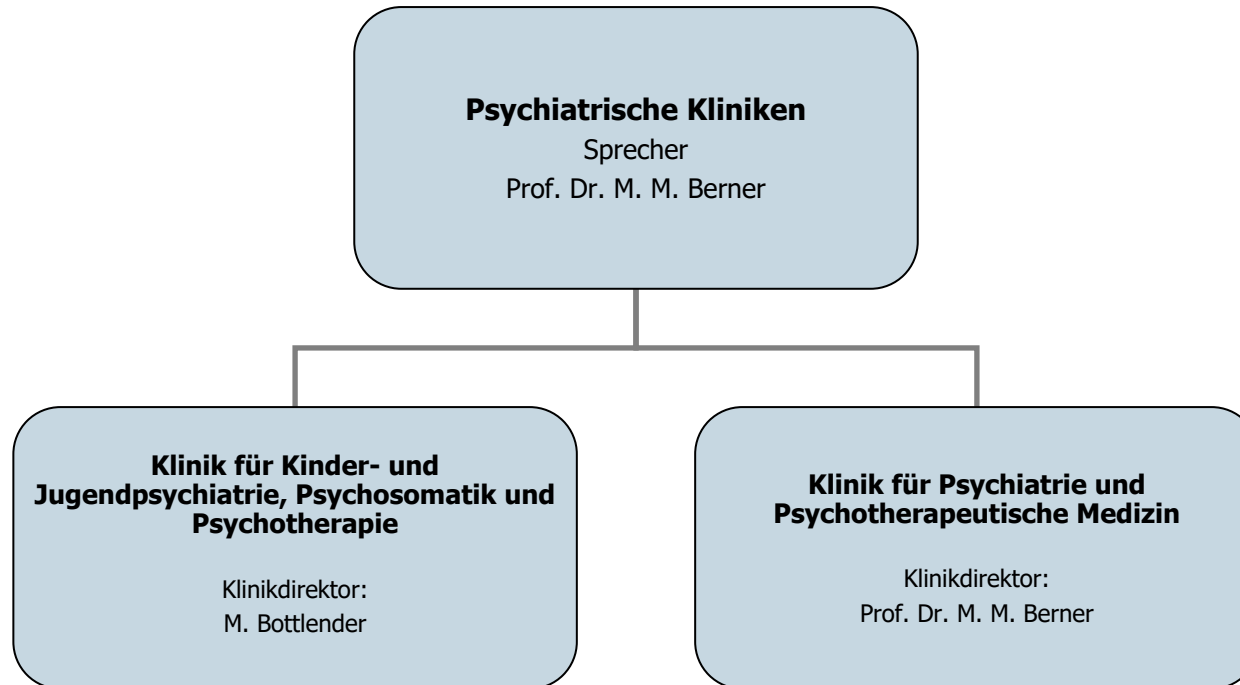 Psychiatrische Kliniken
Sprecher
Prof. Dr. M. M. Berner
Klinik für Kinder- und
Jugendpsychiatrie, Psychosomatik und
Psychotherapie
Klinikdirektor:
M. Bottlender
Klinik für Psychiatrie und
Psychotherapeutische Medizin
Klinikdirektor:
Prof. Dr. M. M. Berner